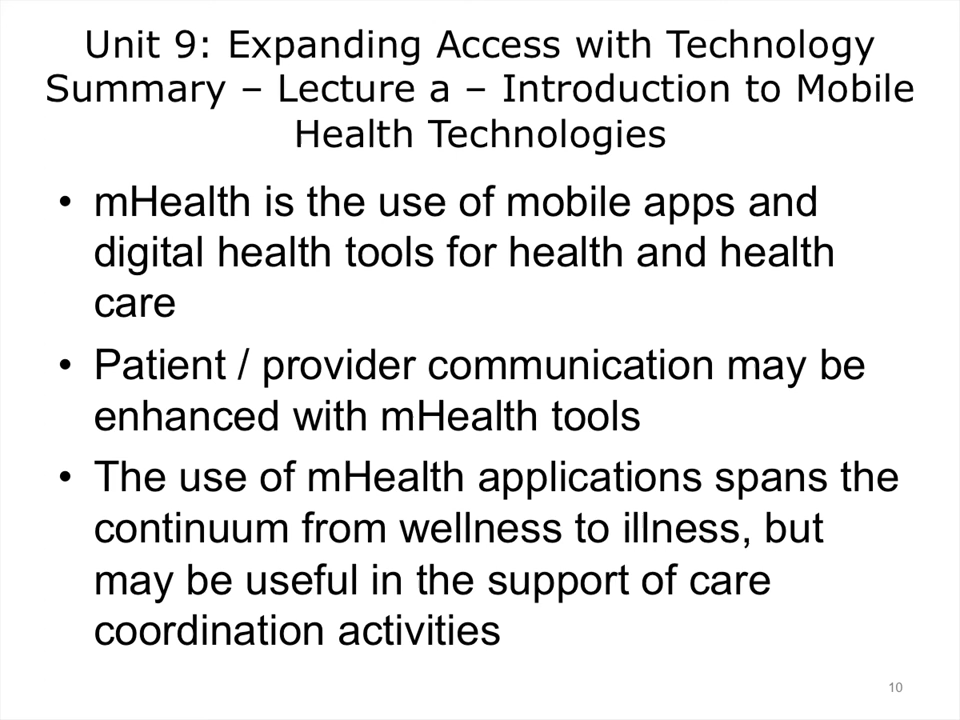 Unit 9: Expanding Access with Technology
Summary – Lecture a – Introduction to Mobile
Health Technologies
• mHealth is the use of mobile apps and
digital health tools for health and health
care
• Patient / provider communication may be
enhanced with mHealth tools
• The use of mHealth applications spans the
continuum from wellness to illness, but
may be useful in the support of care
coordination activities
10